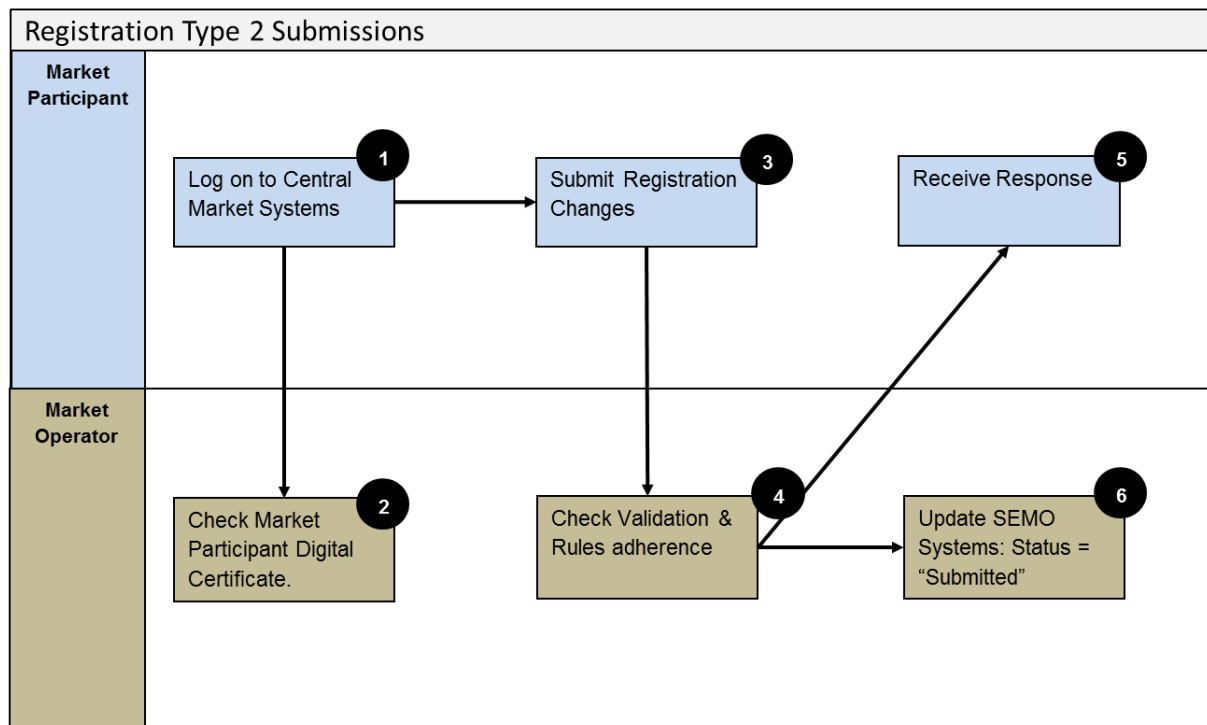 Registration Type 2 Submissions
Market
Participant
1
Log on to Central
Market Systems
3
Submit Registration
Changes
5
Receive Response
Market
Operator
2
Check Market
Participant Digital
Certificate.
4
Check Validation &
Rules adherence
6
Update SEMO
Systems: Status =
“Submitted”